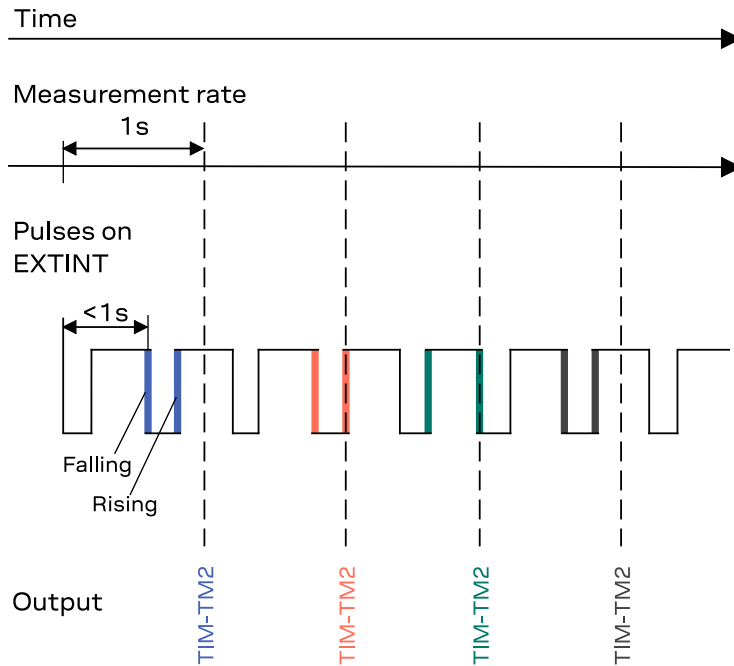 Time
Measurement rate
1s
Pulses on
EXTINT
<1s
Falling
Rising
Output
TIM-TM2
TIM-TM2
TIM-TM2
TIM-TM2